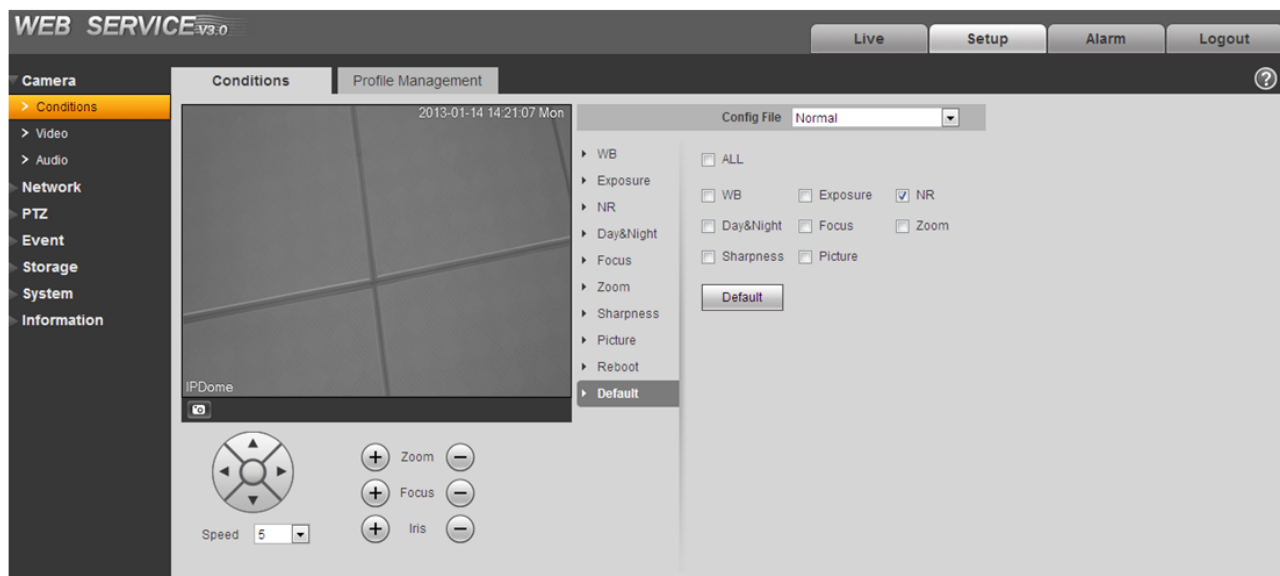 WEB SERVICE V3.0
Live
Setup
Alarm
Logout
Camera
> Conditions
> Video
> Audio
Network
PTZ
Event
Storage
System
Information
Conditions
Profile Management
?
2013-01-14 14:21:07 Mon
IPDome
Speed 5
+ Zoom −
+ Focus −
+ Iris −
WB
Exposure
NR
Day&Night
Focus
Zoom
Sharpness
Picture
Reboot
Default
Config File Normal
ALL
WB Exposure NR
Day&Night Focus Zoom
Sharpness Picture
Default